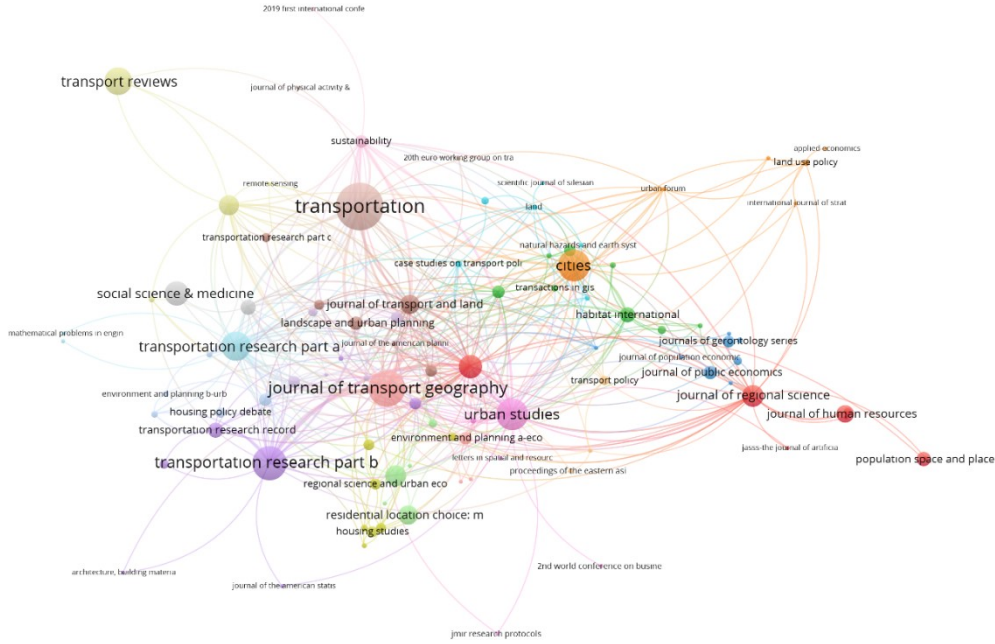 2019 first international confe
transport reviews
journal of physical activity &
sustainability
applied economics
20th euro working group on tra
land use policy
remote sensing
scientific journal of silesian
urban forum
transportation
land
international journal of strat
transportation research part c
natural hazards and earth syst
case studies on transport poli
cities
social science & medicine
transactions in gis
journal of transport and land
habitat international
landscape and urban planning
mathematical problems in engin
transportation research part a
journal of the american planni
journals of gerontology series
journal of population economic
journal of public economics
transport policy
journal of transport geography
environment and planning b-urb
journal of regional science
housing policy debate
urban studies
journal of human resources
transportation research record
environment and planning a-eco
jasss-the journal of artificia
letters in spatial and resourc
population space and place
transportation research part b
proceedings of the eastern asi
regional science and urban eco
residential location choice: m
housing studies
2nd world conference on busine
architecture, building materia
journal of the american statis
jmir research protocols